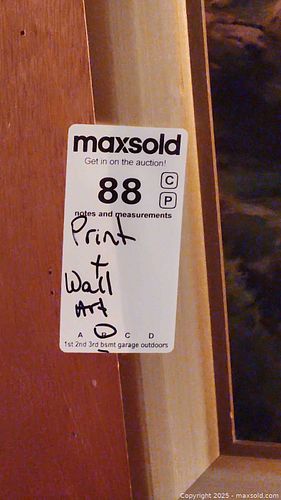 maxsold
Get in on the auction!
88
C
P
notes and measurements
Print
+
Wall
Art
A B C D
1st 2nd 3rd bsmt garage outdoors
Copyright © 2025 - maxsold.com